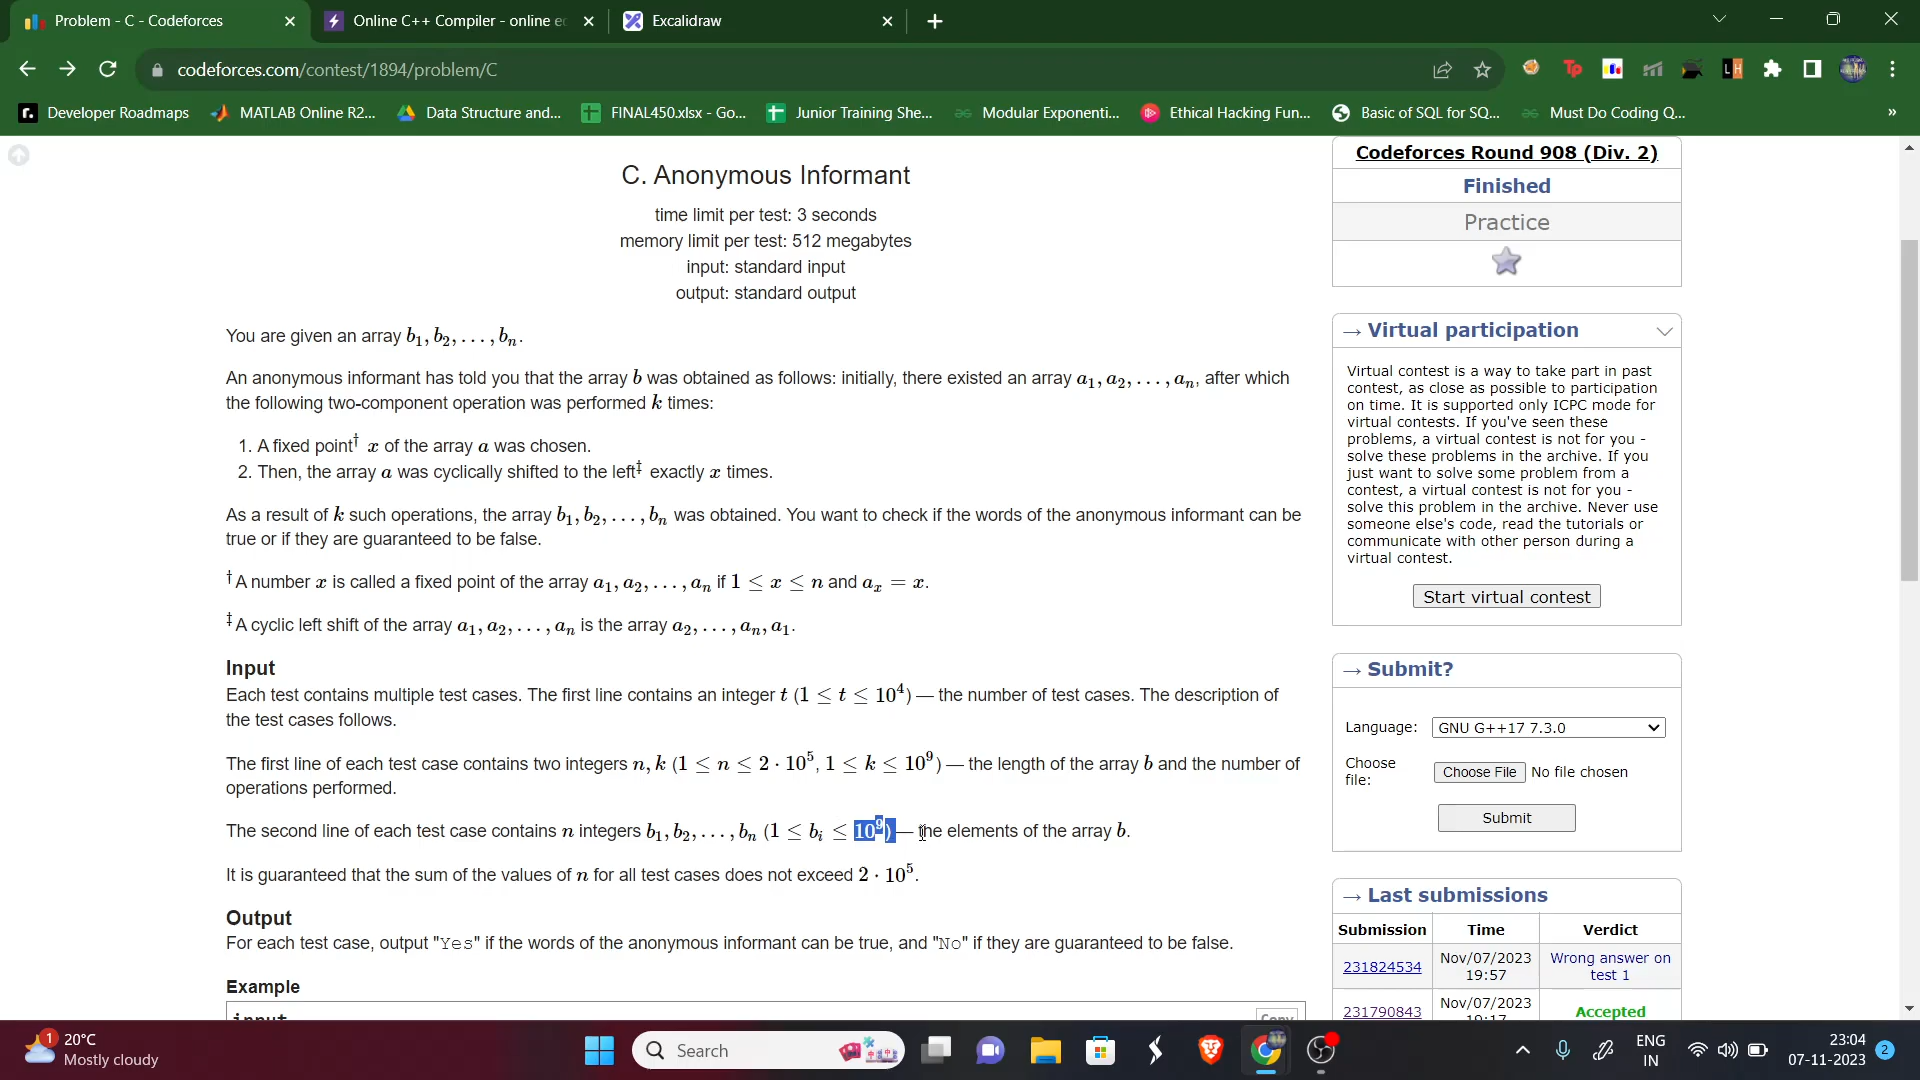 Problem - C - Codeforces
Online C++ Compiler - online e
Excalidraw
codeforces.com/contest/1894/problem/C
Developer Roadmaps
MATLAB Online R2...
Data Structure and...
FINAL450.xlsx - Go...
Junior Training She...
Modular Exponenti...
Ethical Hacking Fun...
Basic of SQL for SQ...
Must Do Coding Q...
C. Anonymous Informant
time limit per test: 3 seconds
memory limit per test: 512 megabytes
input: standard input
output: standard output
You are given an array b₁, b₂, …, bₙ.
An anonymous informant has told you that the array b was obtained as follows: initially, there existed an array a₁, a₂, …, aₙ, after which
the following two-component operation was performed k times:
1. A fixed point† x of the array a was chosen.
2. Then, the array a was cyclically shifted to the left‡ exactly x times.
As a result of k such operations, the array b₁, b₂, …, bₙ was obtained. You want to check if the words of the anonymous informant can be
true or if they are guaranteed to be false.
† A number x is called a fixed point of the array a₁, a₂, …, aₙ if 1 ≤ x ≤ n and aₓ = x.
‡ A cyclic left shift of the array a₁, a₂, …, aₙ is the array a₂, …, aₙ, a₁.
Input
Each test contains multiple test cases. The first line contains an integer t (1 ≤ t ≤ 10⁴) — the number of test cases. The description of
the test cases follows.
The first line of each test case contains two integers n, k (1 ≤ n ≤ 2 · 10⁵, 1 ≤ k ≤ 10⁹) — the length of the array b and the number of
operations performed.
The second line of each test case contains n integers b₁, b₂, …, bₙ (1 ≤ bᵢ ≤ 10⁹) — the elements of the array b.
It is guaranteed that the sum of the values of n for all test cases does not exceed 2 · 10⁵.
Output
For each test case, output "Yes" if the words of the anonymous informant can be true, and "No" if they are guaranteed to be false.
Example
input
Copy
Codeforces Round 908 (Div. 2)
Finished
Practice
→ Virtual participation
Virtual contest is a way to take part in past
contest, as close as possible to participation
on time. It is supported only ICPC mode for
virtual contests. If you've seen these
problems, a virtual contest is not for you -
solve these problems in the archive. If you
just want to solve some problem from a
contest, a virtual contest is not for you -
solve this problem in the archive. Never use
someone else's code, read the tutorials or
communicate with other person during a
virtual contest.
Start virtual contest
→ Submit?
Language: GNU G++17 7.3.0
Choose
file:
Choose File No file chosen
Submit
→ Last submissions
Submission Time Verdict
231824534
Nov/07/2023
19:57
Wrong answer on
test 1
231790843
Nov/07/2023
19:17
Accepted
1
20°C
Mostly cloudy
Search
ENG
IN
23:04
07-11-2023
2
Tp
LH